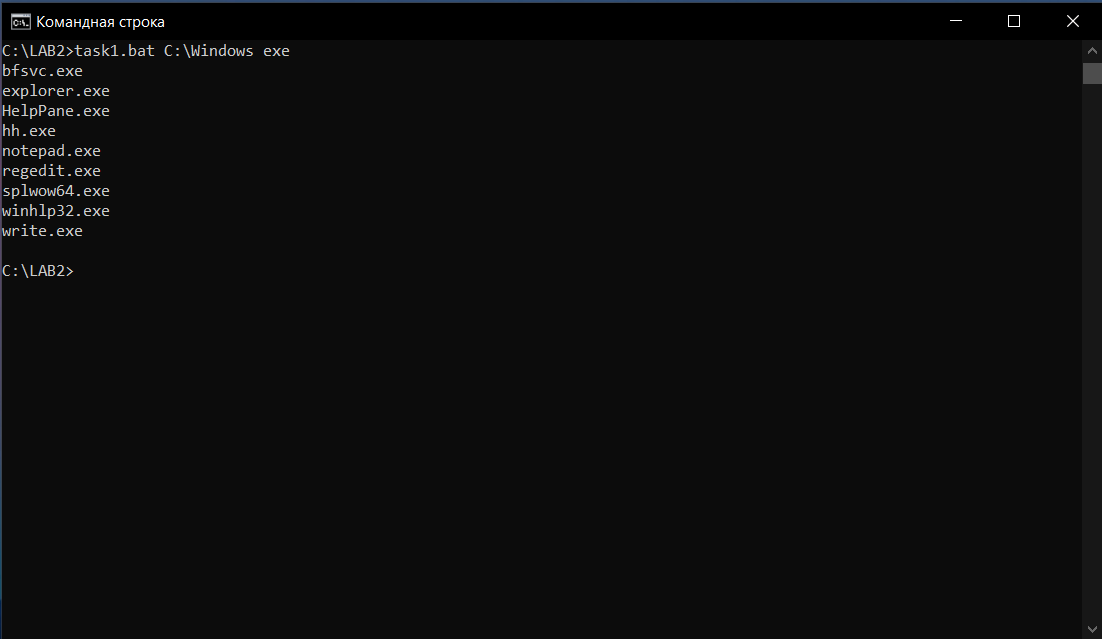 Командная строка
C:\LAB2>task1.bat C:\Windows exe
bfsvc.exe
explorer.exe
HelpPane.exe
hh.exe
notepad.exe
regedit.exe
splwow64.exe
winhlp32.exe
write.exe
C:\LAB2>